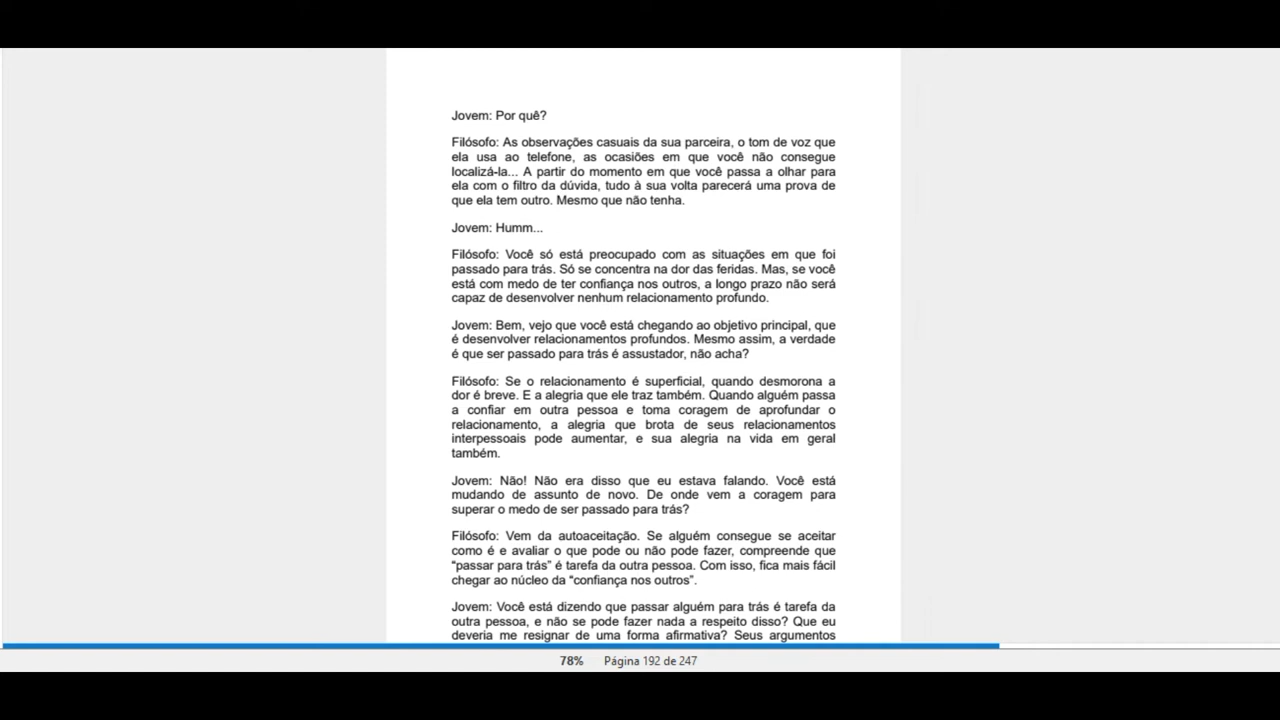 Jovem: Por quê?
Filósofo: As observações casuais da sua parceira, o tom de voz que
ela usa ao telefone, as ocasiões em que você não consegue
localizá-la... A partir do momento em que você passa a olhar para
ela com o filtro da dúvida, tudo à sua volta parecerá uma prova de
que ela tem outro. Mesmo que não tenha.
Jovem: Humm...
Filósofo: Você só está preocupado com as situações em que foi
passado para trás. Só se concentra na dor das feridas. Mas, se você
está com medo de ter confiança nos outros, a longo prazo não será
capaz de desenvolver nenhum relacionamento profundo.
Jovem: Bem, vejo que você está chegando ao objetivo principal, que
é desenvolver relacionamentos profundos. Mesmo assim, a verdade
é que ser passado para trás é assustador, não acha?
Filósofo: Se o relacionamento é superficial, quando desmorona a
dor é breve. E a alegria que ele traz também. Quando alguém passa
a confiar em outra pessoa e toma coragem de aprofundar o
relacionamento, a alegria que brota de seus relacionamentos
interpessoais pode aumentar, e sua alegria na vida em geral
também.
Jovem: Não! Não era disso que eu estava falando. Você está
mudando de assunto de novo. De onde vem a coragem para
superar o medo de ser passado para trás?
Filósofo: Vem da autoaceitação. Se alguém consegue se aceitar
como é e avaliar o que pode ou não pode fazer, compreende que
“passar para trás” é tarefa da outra pessoa. Com isso, fica mais fácil
chegar ao núcleo da “confiança nos outros”.
Jovem: Você está dizendo que passar alguém para trás é tarefa da
outra pessoa, e não se pode fazer nada a respeito disso? Que eu
deveria me resignar de uma forma afirmativa? Seus argumentos
78% Página 192 de 247